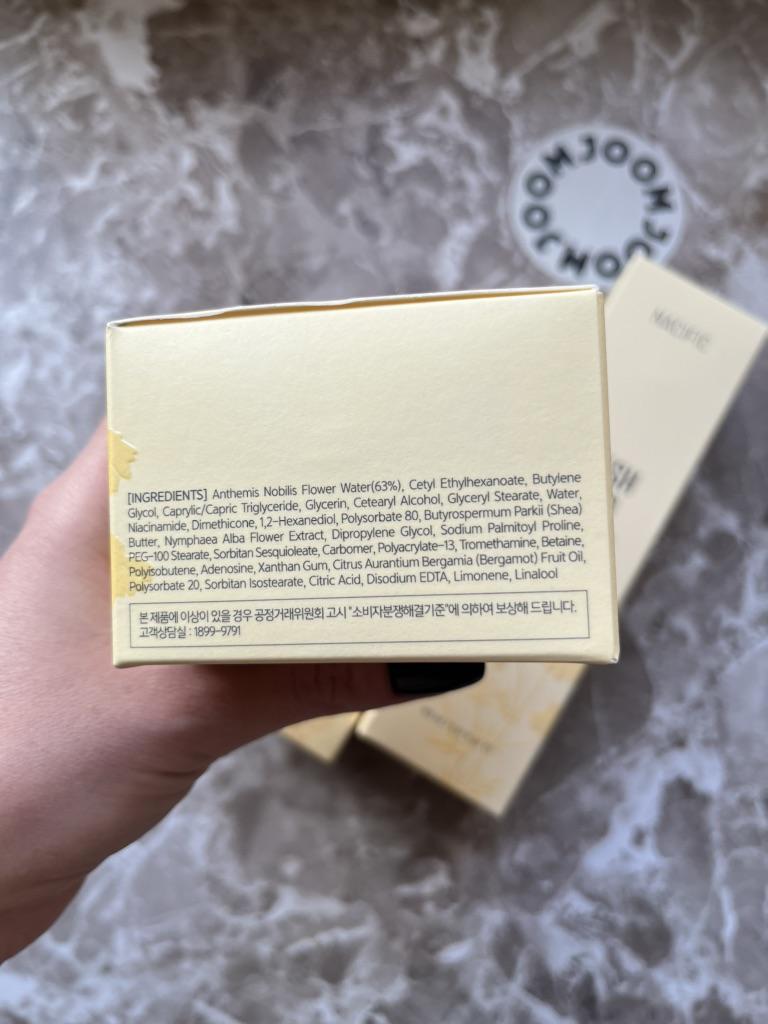 JOOM JOOM JOOM
NACIFIC
SH
[INGREDIENTS] Anthemis Nobilis Flower Water(63%), Cetyl Ethylhexanoate, Butylene
Glycol, Caprylic/Capric Triglyceride, Glycerin, Cetearyl Alcohol, Glyceryl Stearate, Water,
Niacinamide, Dimethicone, 1,2-Hexanediol, Polysorbate 80, Butyrospermum Parkii (Shea)
Butter, Nymphaea Alba Flower Extract, Dipropylene Glycol, Sodium Palmitoyl Proline,
PEG-100 Stearate, Sorbitan Sesquioleate, Carbomer, Polyacrylate-13, Tromethamine, Betaine,
Polyisobutene, Adenosine, Xanthan Gum, Citrus Aurantium Bergamia (Bergamot) Fruit Oil,
Polysorbate 20, Sorbitan Isostearate, Citric Acid, Disodium EDTA, Limonene, Linalool
본 제품에 이상이 있을 경우 공정거래위원회 고시 "소비자분쟁해결기준"에 의하여 보상해 드립니다.
고객상담실 : 1899-9791